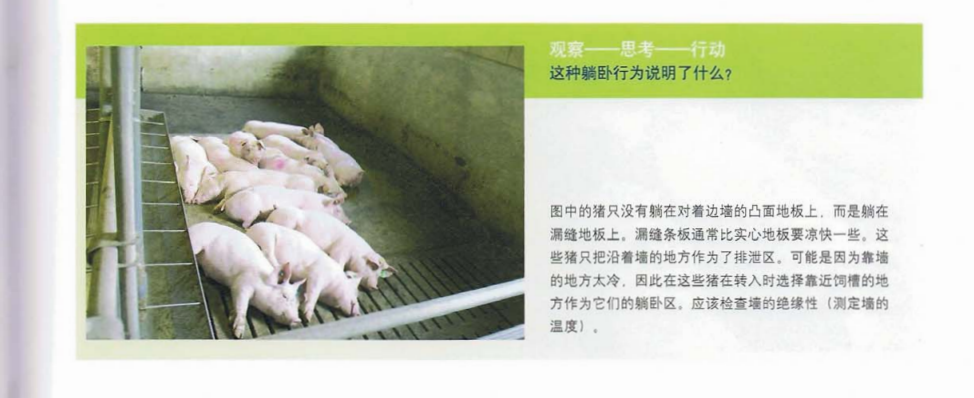 观察——思考——行动
这种躺卧行为说明了什么?
图中的猪只没有躺在对着边墙的凸面地板上，而是躺在
漏缝地板上。漏缝条板通常比实心地板要凉快一些。这
些猪只把沿着墙的地方作为了排泄区。可能是因为靠墙
的地方太冷，因此在这些猪在转入时选择靠近饲槽的地
方作为它们的躺卧区。应该检查墙的绝缘性（测定墙的
温度）。